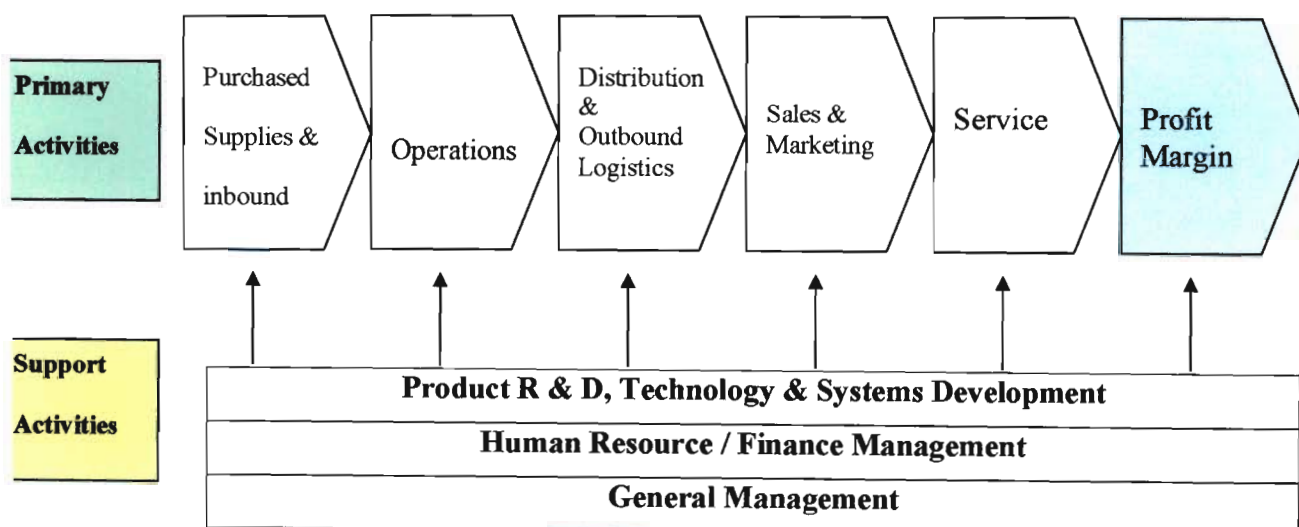 Primary
Activities
Purchased
Supplies &
inbound
Operations
Distribution
&
Outbound
Logistics
Sales &
Marketing
Service
Profit
Margin
Support
Activities
Product R & D, Technology & Systems Development
Human Resource / Finance Management
General Management